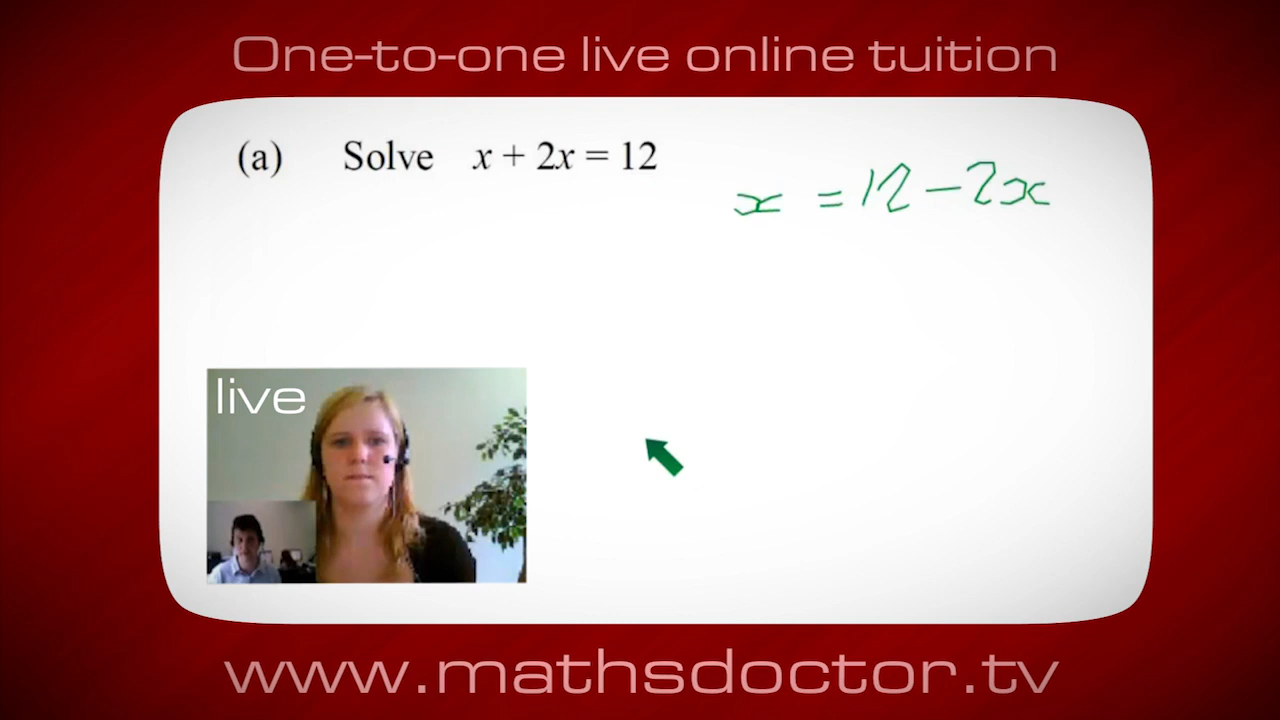 One-to-one live online tuition
(a) Solve x + 2x = 12
x = 12 - 2x
live
www.mathsdoctor.tv